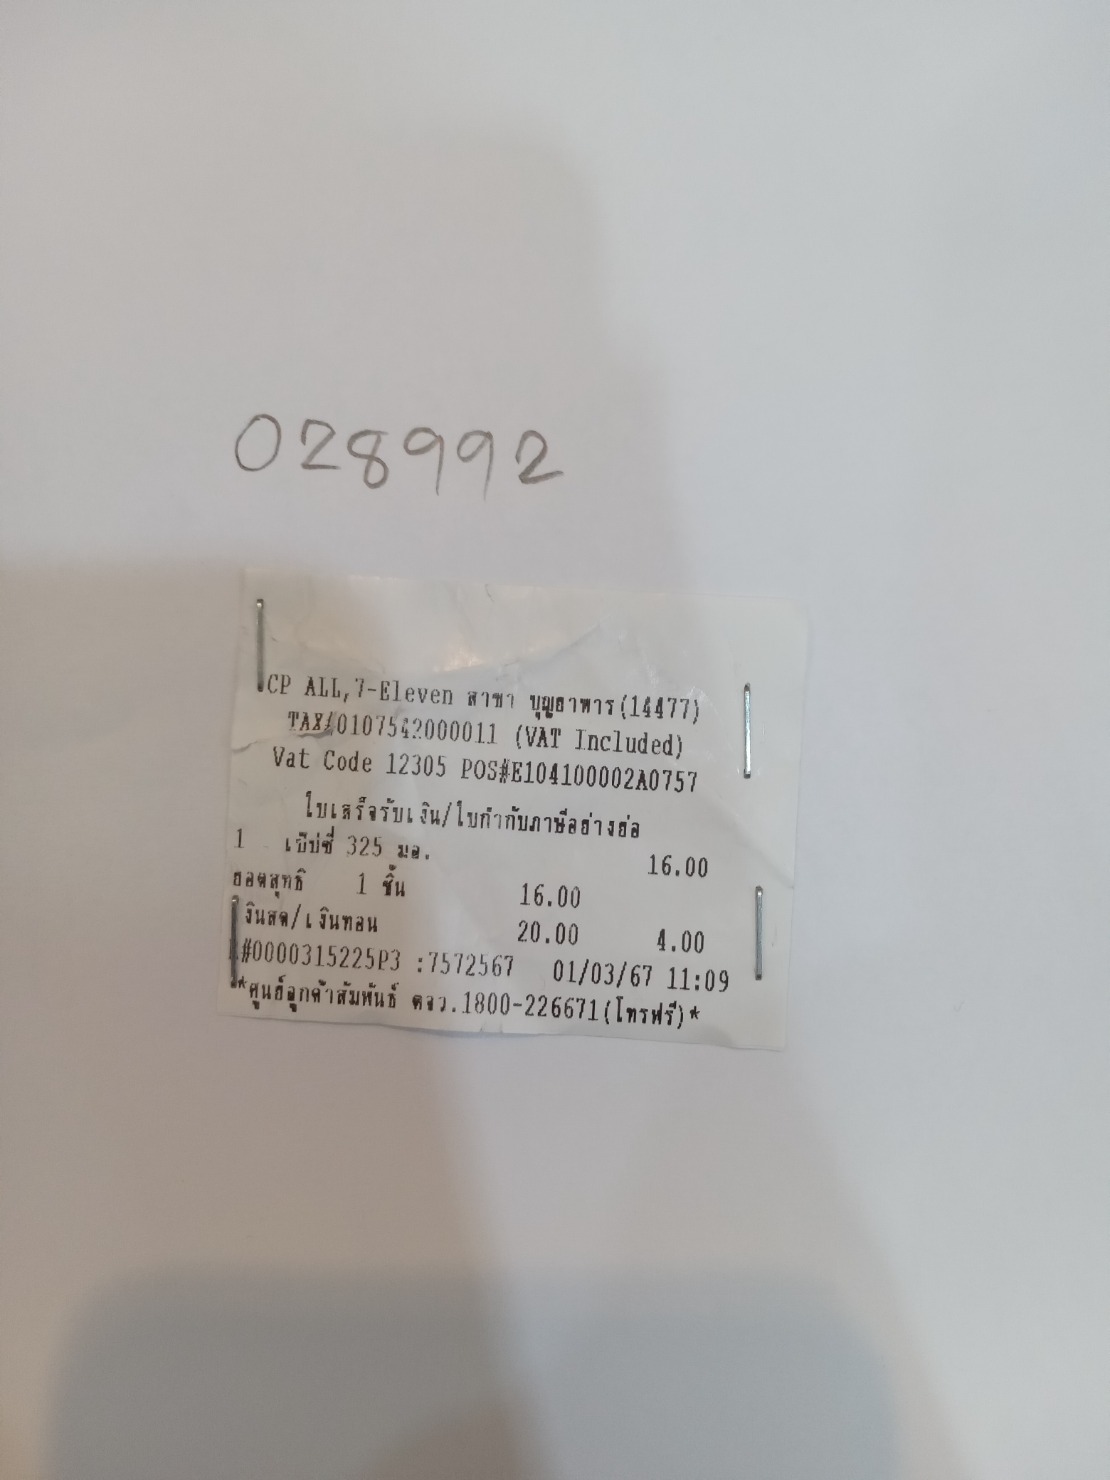 028992
CP ALL,7-Eleven สาขา บุญธาหาร(14477)
TAX#0107542000011 (VAT Included)
Vat Code 12305 POS#E104100002A0757
ใบเสร็จรับเงิน/ใบกำกับภาษีอย่างย่อ
1 เป๊ปซี่ 325 มล. 16.00
ยอดสุทธิ 1 ชิ้น 16.00
เงินสด/เงินทอน 20.00 4.00
R#0000315225P3 :7572567 01/03/67 11:09
*ศูนย์ลูกค้าสัมพันธ์ ตจว.1800-226671(โทรฟรี)*